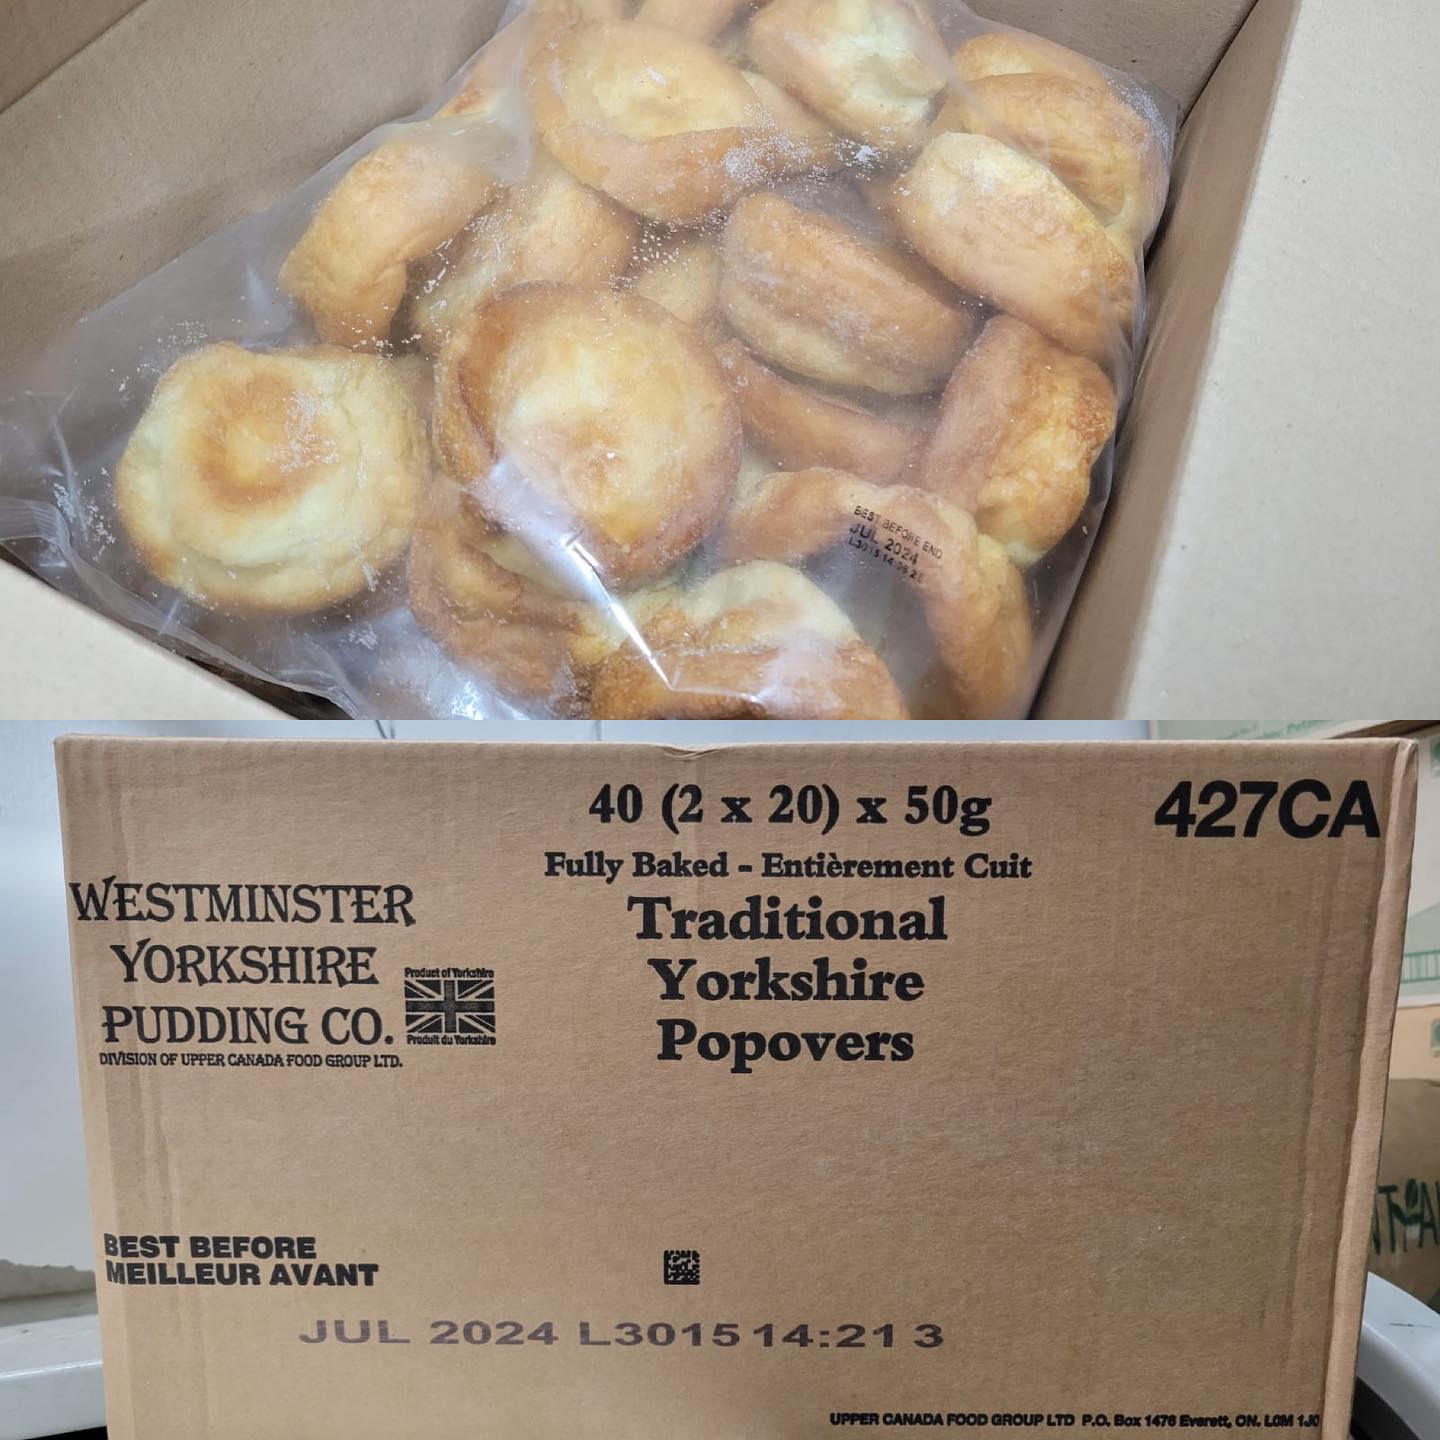 BEST BEFORE END
JUL 2024
40 (2 x 20) x 50g
427CA
Fully Baked - Entièrement Cuit
Traditional
Yorkshire
Popovers
WESTMINSTER
YORKSHIRE
PUDDING CO.
DIVISION OF UPPER CANADA FOOD GROUP LTD.
Product of Yorkshire
Produit du Yorkshire
BEST BEFORE
MEILLEUR AVANT
JUL 2024 L3015 14:21 3
UPPER CANADA FOOD GROUP LTD P.O. Box 1476 Everett, ON. L0M 1J0